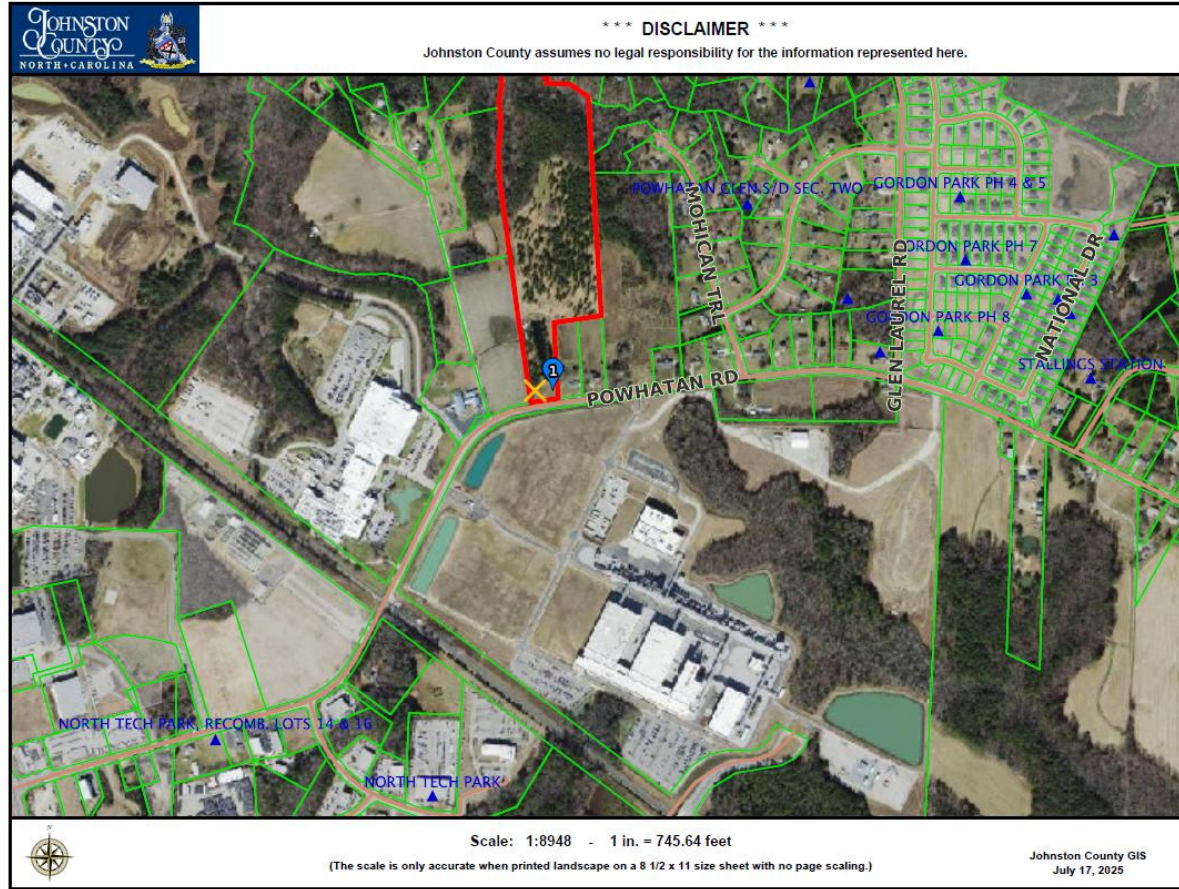 JOHNSTON
COUNTY
NORTH•CAROLINA
*** DISCLAIMER ***
Johnston County assumes no legal responsibility for the information represented here.
POWHATAN GLEN S/D SEC, TWO
GORDON PARK PH 4 & 5
MOHICAN TRL
GORDON PARK PH 7
GLEN LAUREL RD
NATIONAL DR
GORDON PARK
3
GORDON PARK PH 8
STALLINGS STATION
1
POWHATAN RD
NORTH TECH PARK, RECOMB. LOTS 14 & 16
NORTH TECH PARK
N
Scale: 1:8948 - 1 in. = 745.64 feet
(The scale is only accurate when printed landscape on a 8 1/2 x 11 size sheet with no page scaling.)
Johnston County GIS
July 17, 2025